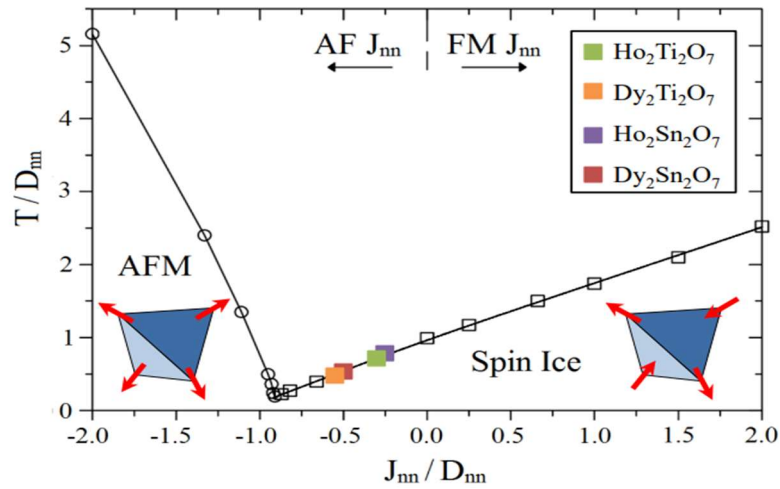 AF Jₙₙ
FM Jₙₙ
Ho₂Ti₂O₇
Dy₂Ti₂O₇
Ho₂Sn₂O₇
Dy₂Sn₂O₇
T / Dₙₙ
5
4
3
2
1
0
AFM
Spin Ice
-2.0 -1.5 -1.0 -0.5 0.0 0.5 1.0 1.5 2.0
Jₙₙ / Dₙₙ